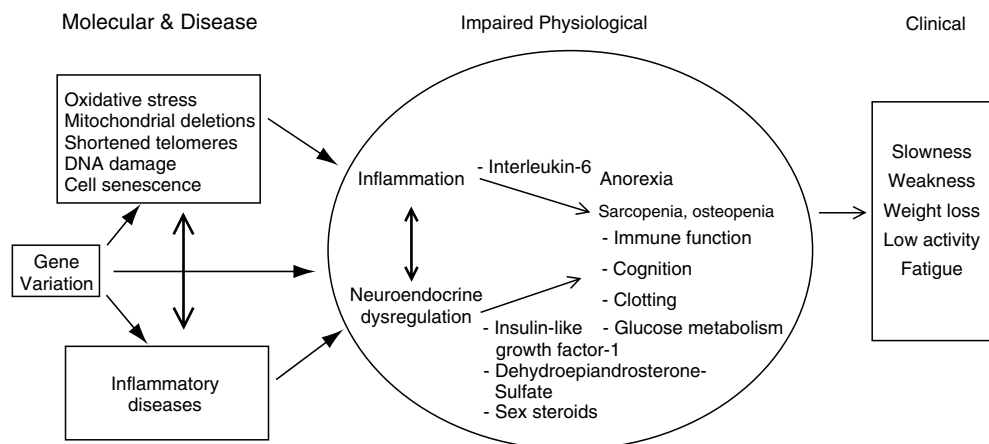 Molecular & Disease
Impaired Physiological
Clinical
Oxidative stress
Mitochondrial deletions
Shortened telomeres
DNA damage
Cell senescence
Gene
Variation
Inflammatory
diseases
Inflammation
- Interleukin-6
Anorexia
Sarcopenia, osteopenia
- Immune function
- Cognition
- Clotting
- Glucose metabolism
Neuroendocrine
dysregulation
- Insulin-like
growth factor-1
- Dehydroepiandrosterone-
Sulfate
- Sex steroids
Slowness
Weakness
Weight loss
Low activity
Fatigue